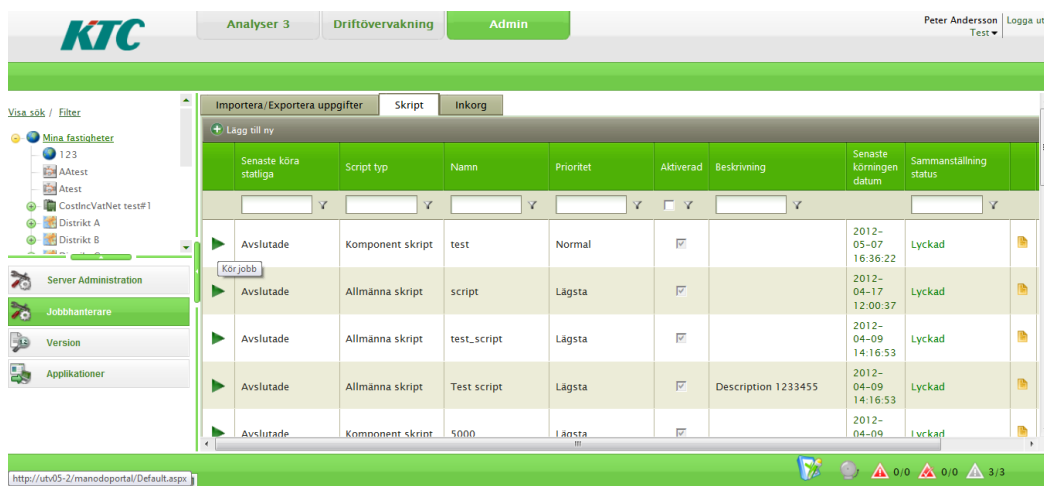 KTC
Analyser 3
Driftövervakning
Admin
Peter Andersson
Logga ut
Test
Visa sök / Filter
Mina fastigheter
123
AAtest
Atest
CostIncVatNet test#1
Distrikt A
Distrikt B
Server Administration
Jobbhanterare
Version
Applikationer
Importera/Exportera uppgifter
Skript
Inkorg
Lägg till ny
Senaste köra
statliga
Script typ
Namn
Prioritet
Aktiverad
Beskrivning
Senaste
körningen
datum
Sammanställning
status
Avslutade
Komponent skript
test
Normal
2012-
05-07
16:36:22
Lyckad
Kör jobb
Avslutade
Allmänna skript
script
Lägsta
2012-
04-17
12:00:37
Lyckad
Avslutade
Allmänna skript
test_script
Lägsta
2012-
04-09
14:16:53
Lyckad
Avslutade
Allmänna skript
Test script
Lägsta
Description 1233455
2012-
04-09
14:16:53
Lyckad
Avslutade
Komponent skript
5000
Lägsta
2012-
04-09
Lyckad
0/0
0/0
3/3
http://utv05-2/manodoportal/Default.aspx